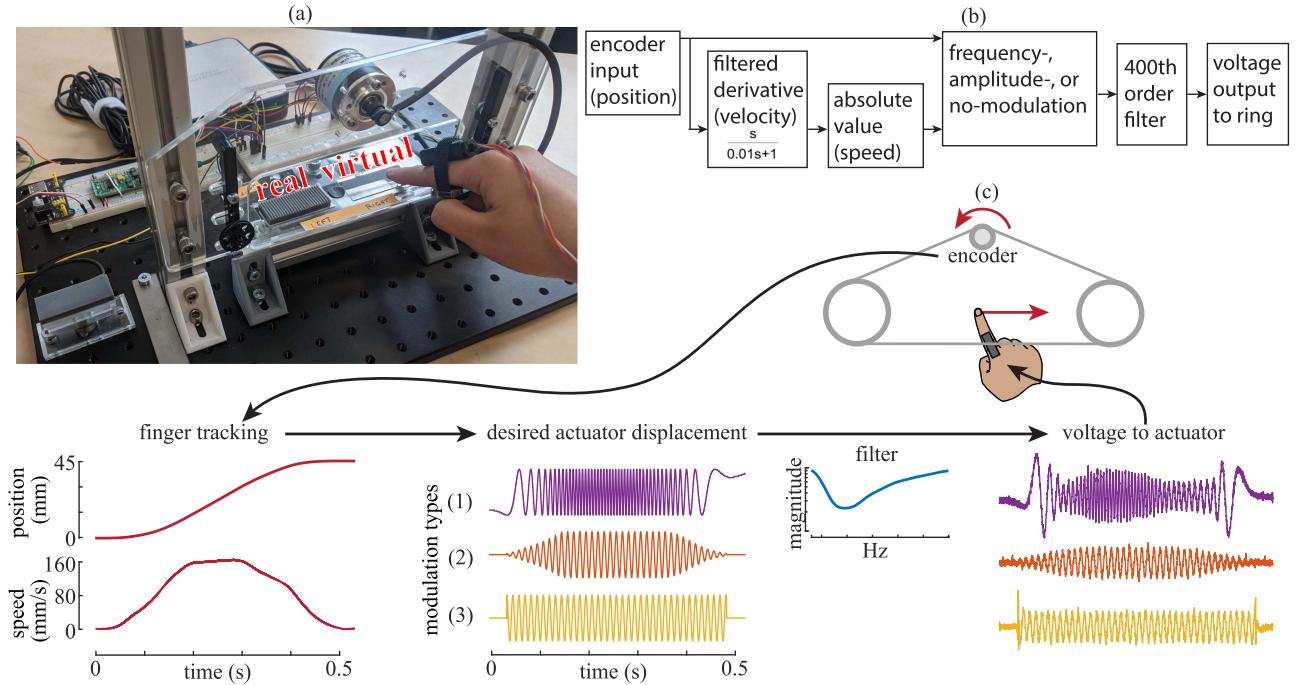 (a)
real virtual
LEFT
RIGHT
(b)
encoder
input
(position)
filtered
derivative
(velocity)
s
0.01s+1
absolute
value
(speed)
frequency-,
amplitude-, or
no-modulation
400th
order
filter
voltage
output
to ring
(c)
encoder
finger tracking
desired actuator displacement
voltage to actuator
position
(mm)
45
0
speed
(mm/s)
160
80
0
0
time (s)
0.5
modulation types
(1)
(2)
(3)
0
time (s)
0.5
filter
magnitude
Hz